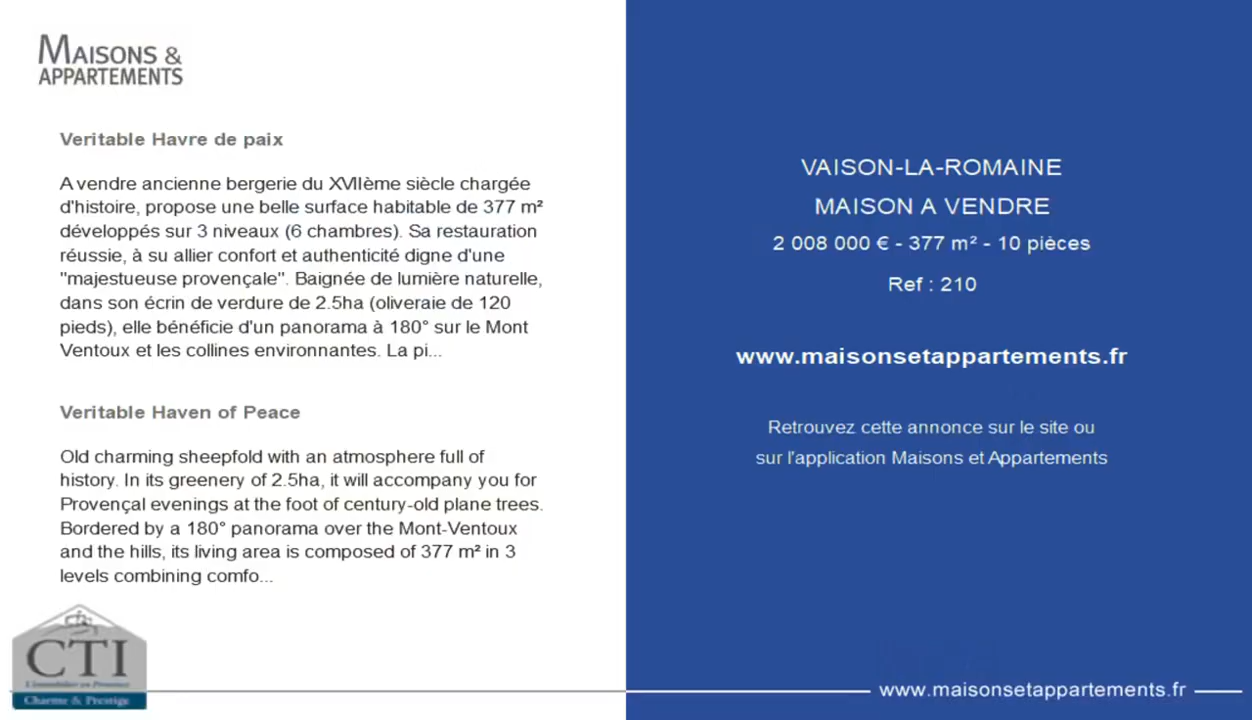 MAISONS &
APPARTEMENTS
Veritable Havre de paix
A vendre ancienne bergerie du XVIIème siècle chargée
d'histoire, propose une belle surface habitable de 377 m²
développés sur 3 niveaux (6 chambres). Sa restauration
réussie, à su allier confort et authenticité digne d'une
"majestueuse provençale". Baignée de lumière naturelle,
dans son écrin de verdure de 2.5ha (oliveraie de 120
pieds), elle bénéficie d'un panorama à 180° sur le Mont
Ventoux et les collines environnantes. La pi...
Veritable Haven of Peace
Old charming sheepfold with an atmosphere full of
history. In its greenery of 2.5ha, it will accompany you for
Provençal evenings at the foot of century-old plane trees.
Bordered by a 180° panorama over the Mont-Ventoux
and the hills, its living area is composed of 377 m² in 3
levels combining comfo...
CTI
L'immobilier en Provence
Charme & Prestige
VAISON-LA-ROMAINE
MAISON A VENDRE
2 008 000 € - 377 m² - 10 pièces
Ref : 210
www.maisonsetappartements.fr
Retrouvez cette annonce sur le site ou
sur l'application Maisons et Appartements
www.maisonsetappartements.fr